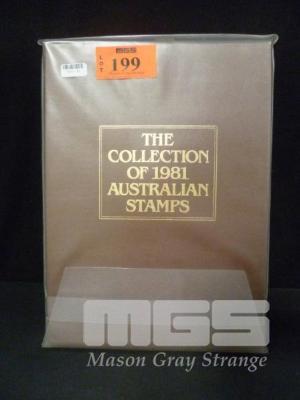 MGS
LOT
199
THE
COLLECTION
OF 1981
AUSTRALIAN
STAMPS
MGS
Mason Gray Strange